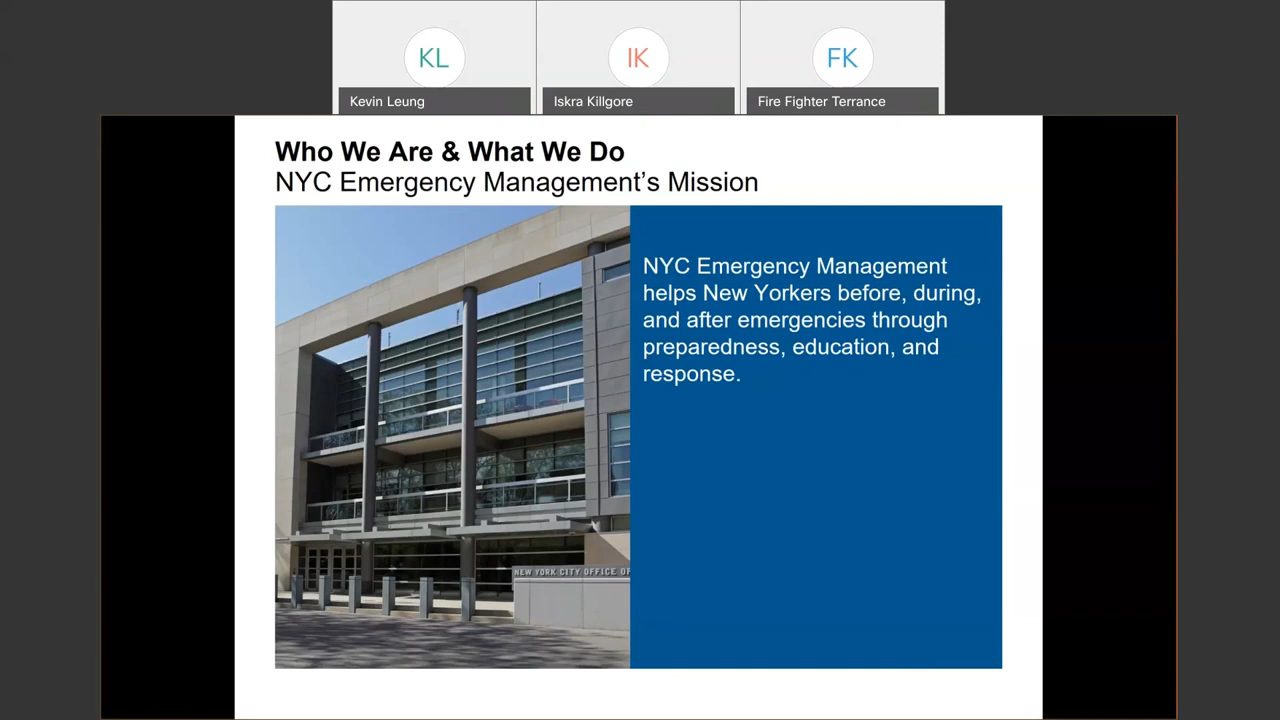 KL
IK
FK
Kevin Leung
Iskra Killgore
Fire Fighter Terrance
Who We Are & What We Do
NYC Emergency Management’s Mission
NYC Emergency Management
helps New Yorkers before, during,
and after emergencies through
preparedness, education, and
response.
NEW YORK CITY OFFICE OF